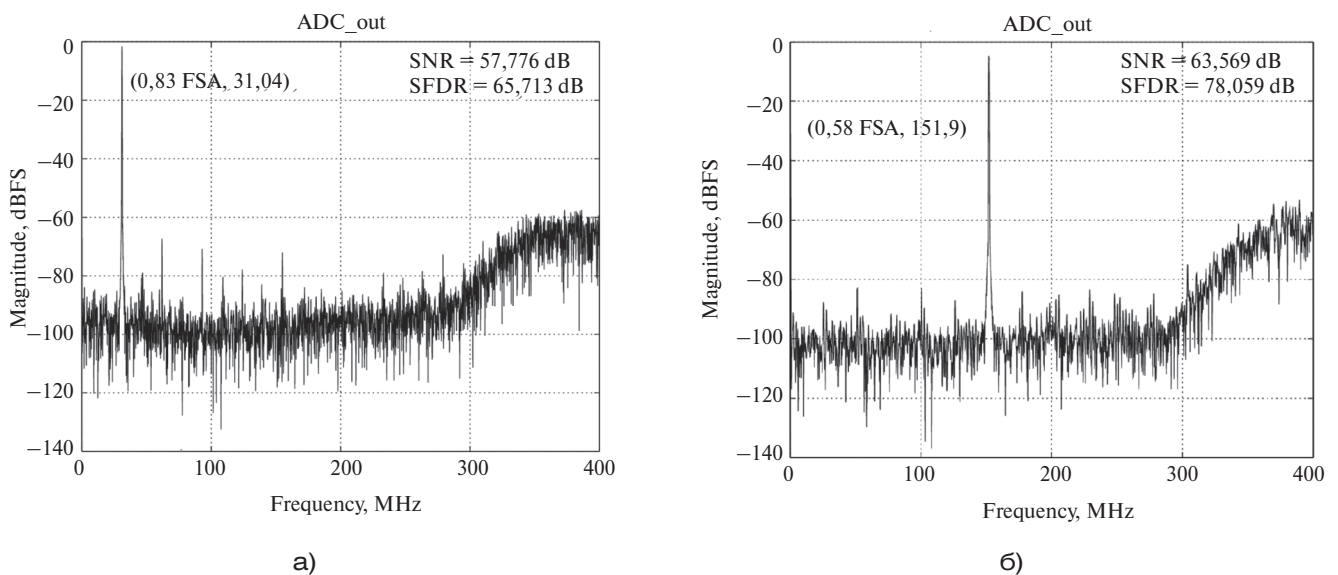 ADC_out
0
−20
−40
−60
−80
−100
−120
−140
Magnitude, dBFS
SNR = 57,776 dB
SFDR = 65,713 dB
(0,83 FSA, 31,04)
0
100
200
300
400
Frequency, MHz
а)
ADC_out
0
−20
−40
−60
−80
−100
−120
−140
Magnitude, dBFS
SNR = 63,569 dB
SFDR = 78,059 dB
(0,58 FSA, 151,9)
0
100
200
300
400
Frequency, MHz
б)